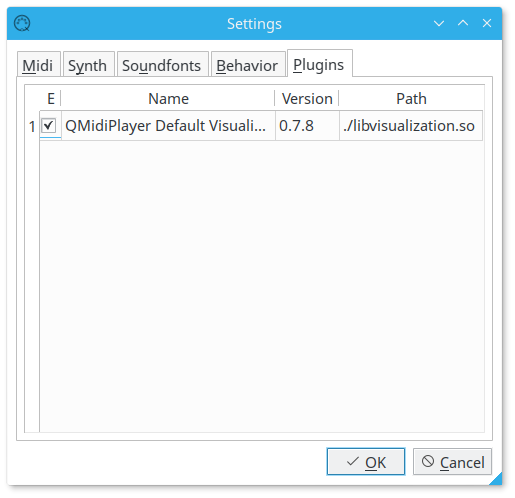 Settings
Midi Synth Soundfonts Behavior Plugins
E Name Version Path
1 QMidiPlayer Default Visuali... 0.7.8 ./libvisualization.so
OK Cancel